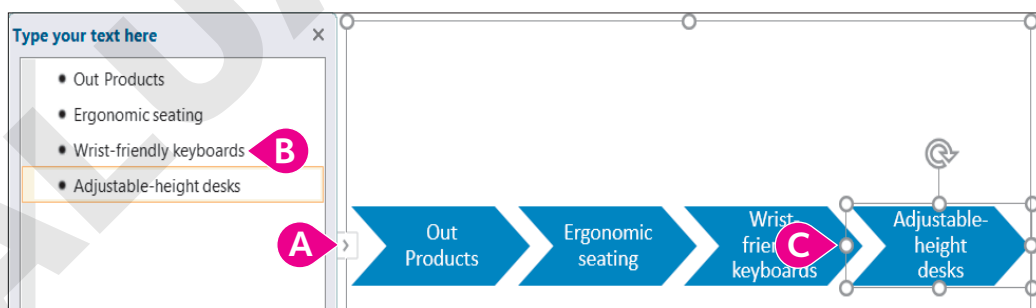 Type your text here
Out Products
Ergonomic seating
Wrist-friendly keyboards
B
Adjustable-height desks
A
Out
Products
Ergonomic
seating
Wrist-
friendly
keyboards
C
Adjustable-
height
desks